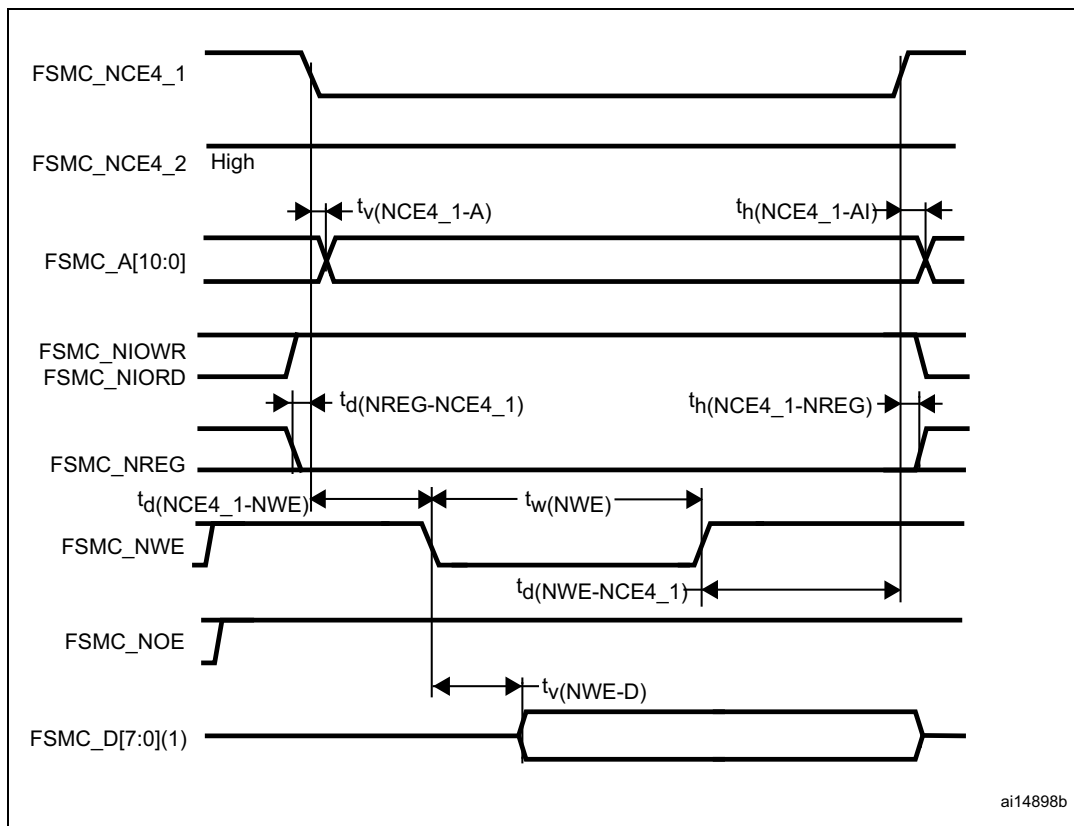 FSMC_NCE4_1
FSMC_NCE4_2 High
tv(NCE4_1-A) th(NCE4_1-AI)
FSMC_A[10:0]
FSMC_NIOWR
FSMC_NIORD
td(NREG-NCE4_1) th(NCE4_1-NREG)
FSMC_NREG
td(NCE4_1-NWE) tw(NWE)
FSMC_NWE
td(NWE-NCE4_1)
FSMC_NOE
tv(NWE-D)
FSMC_D[7:0](1)
ai14898b